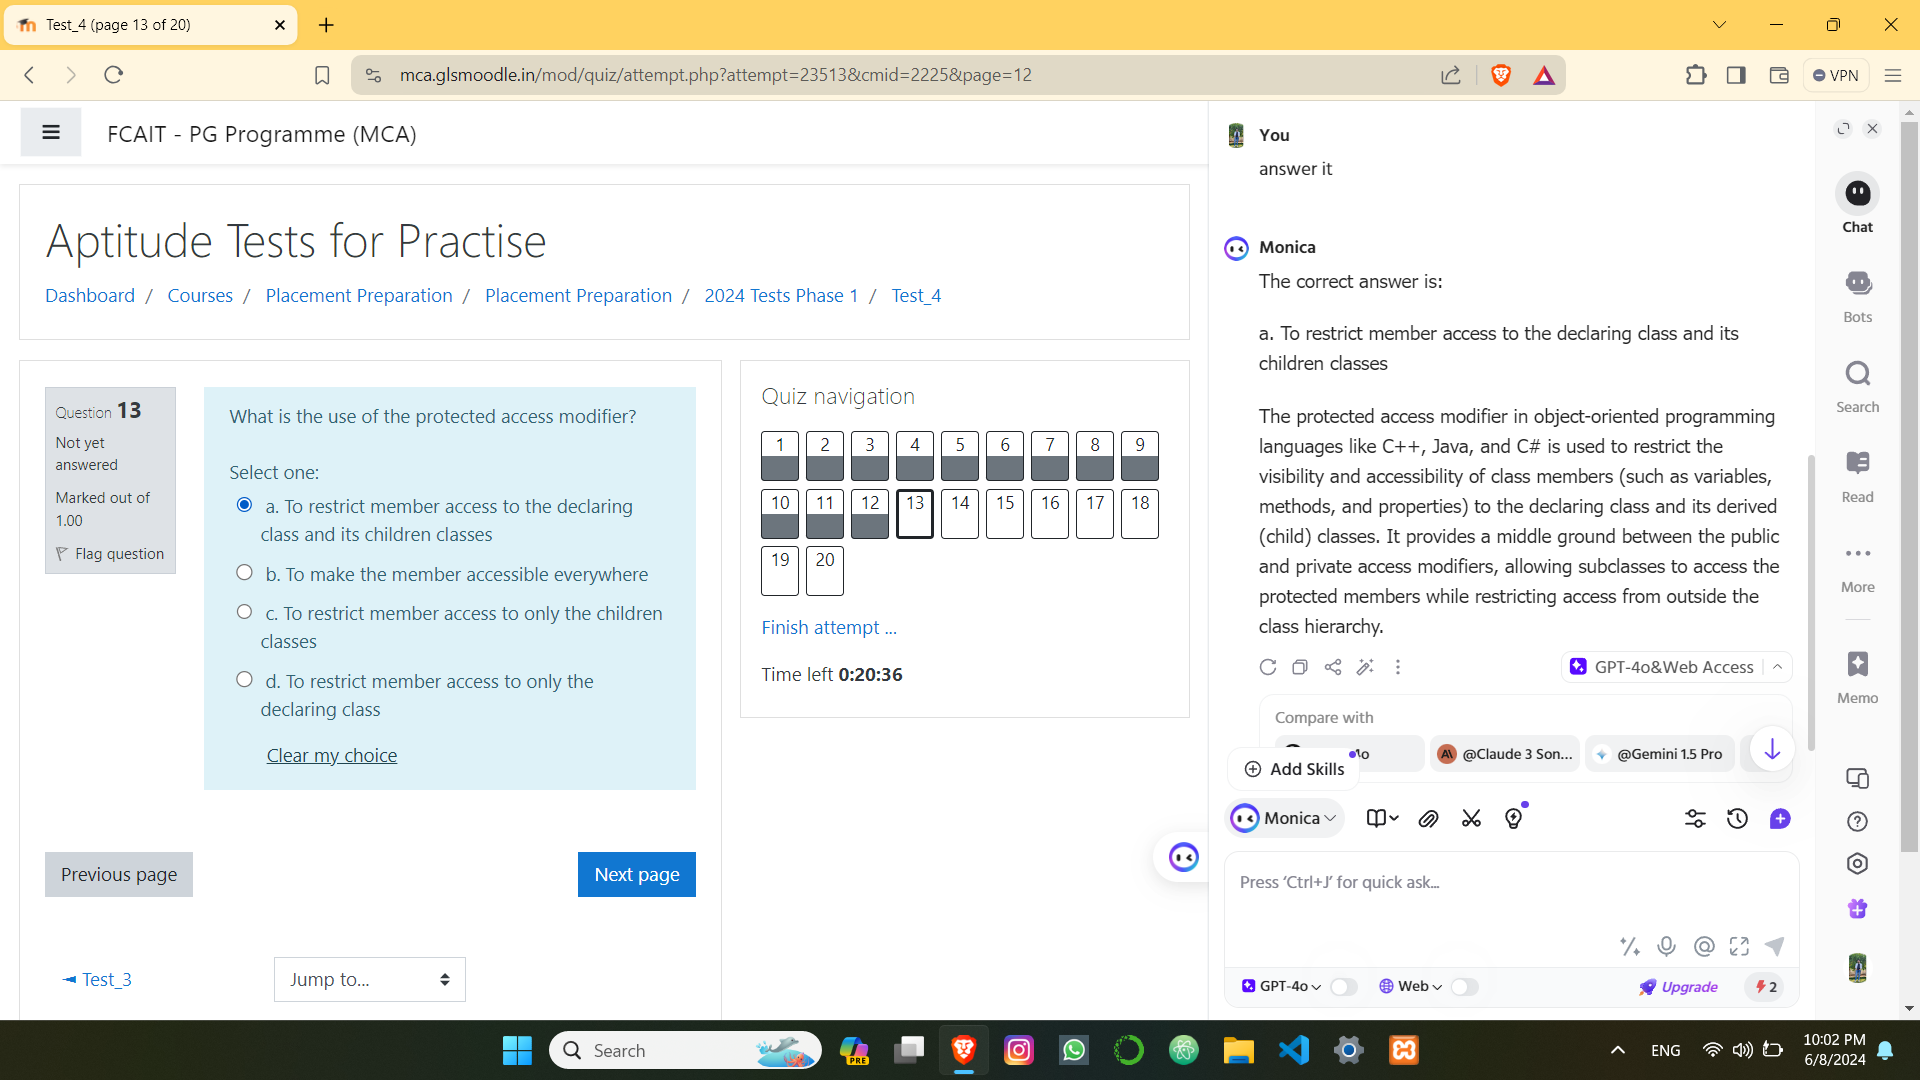 Test_4 (page 13 of 20)
mca.glsmoodle.in/mod/quiz/attempt.php?attempt=23513&cmid=2225&page=12
VPN
FCAIT - PG Programme (MCA)
Aptitude Tests for Practise
Dashboard / Courses / Placement Preparation / Placement Preparation / 2024 Tests Phase 1 / Test_4
Question 13
Not yet
answered
Marked out of
1.00
Flag question
What is the use of the protected access modifier?
Select one:
a. To restrict member access to the declaring
class and its children classes
b. To make the member accessible everywhere
c. To restrict member access to only the children
classes
d. To restrict member access to only the
declaring class
Clear my choice
Previous page
Next page
◄ Test_3
Jump to...
Quiz navigation
1 2 3 4 5 6 7 8 9
10 11 12 13 14 15 16 17 18
19 20
Finish attempt ...
Time left 0:20:36
You
answer it
Monica
The correct answer is:
a. To restrict member access to the declaring class and its
children classes
The protected access modifier in object-oriented programming
languages like C++, Java, and C# is used to restrict the
visibility and accessibility of class members (such as variables,
methods, and properties) to the declaring class and its derived
(child) classes. It provides a middle ground between the public
and private access modifiers, allowing subclasses to access the
protected members while restricting access from outside the
class hierarchy.
GPT-4o&Web Access
Compare with
@Claude 3 Son...
@Gemini 1.5 Pro
Add Skills
Monica
Press ‘Ctrl+J’ for quick ask...
GPT-4o
Web
Upgrade
2
Chat
Bots
Search
Read
More
Memo
Search
PRE
ENG
10:02 PM
6/8/2024